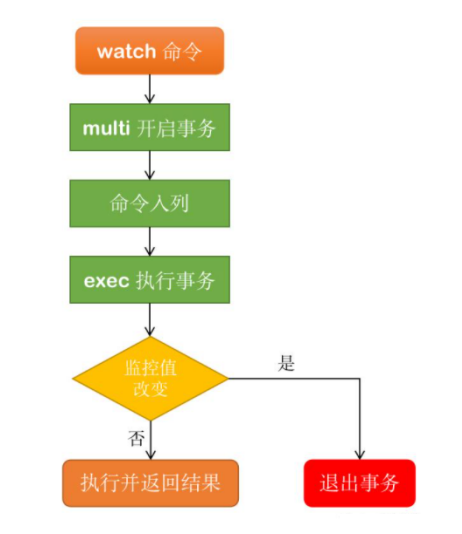 watch 命令
multi 开启事务
命令入列
exec 执行事务
监控值
改变
是
否
执行并返回结果
退出事务